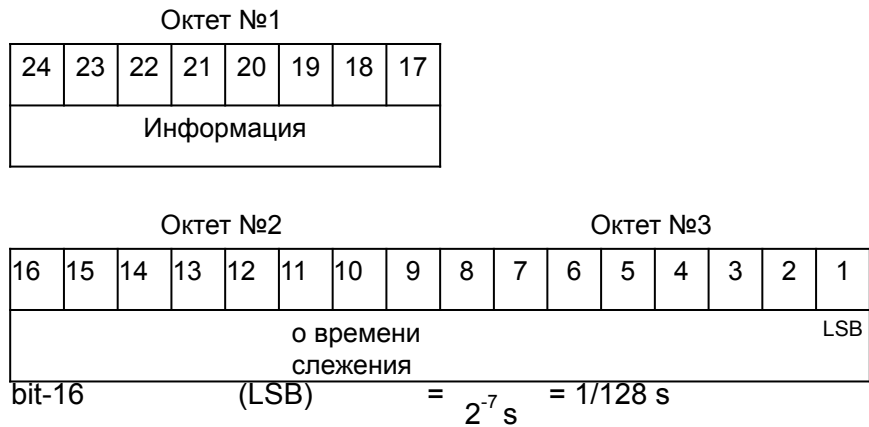 Октет №1
24 23 22 21 20 19 18 17
Информация
Октет №2 Октет №3
16 15 14 13 12 11 10 9 8 7 6 5 4 3 2 1
о времени LSB
слежения
bit-16 (LSB) = 2⁻⁷ s = 1/128 s